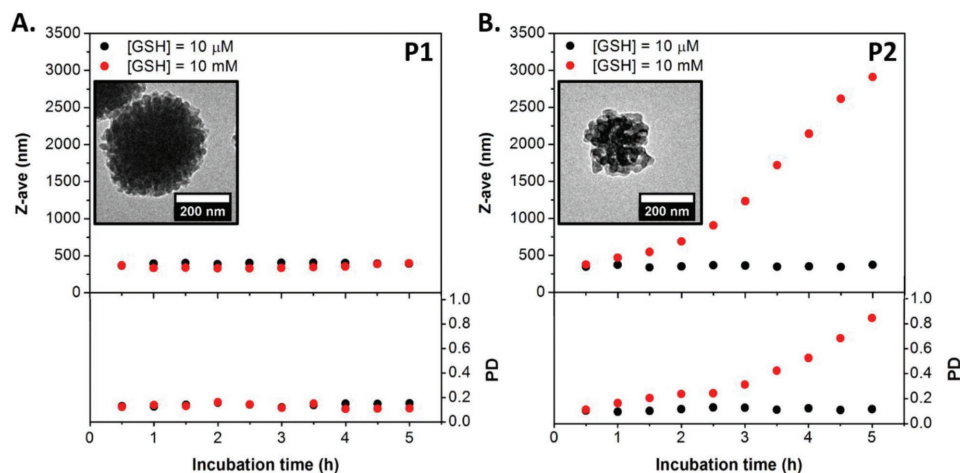 A.
P1
[GSH] = 10 μM
[GSH] = 10 mM
200 nm
Z-ave (nm)
3500
3000
2500
2000
1500
1000
500
0
1.0
0.8
0.6
0.4
0.2
0.0
PD
0 1 2 3 4 5
Incubation time (h)
B.
P2
[GSH] = 10 μM
[GSH] = 10 mM
200 nm
Z-ave (nm)
3500
3000
2500
2000
1500
1000
500
0
1.0
0.8
0.6
0.4
0.2
0.0
PD
0 1 2 3 4 5
Incubation time (h)